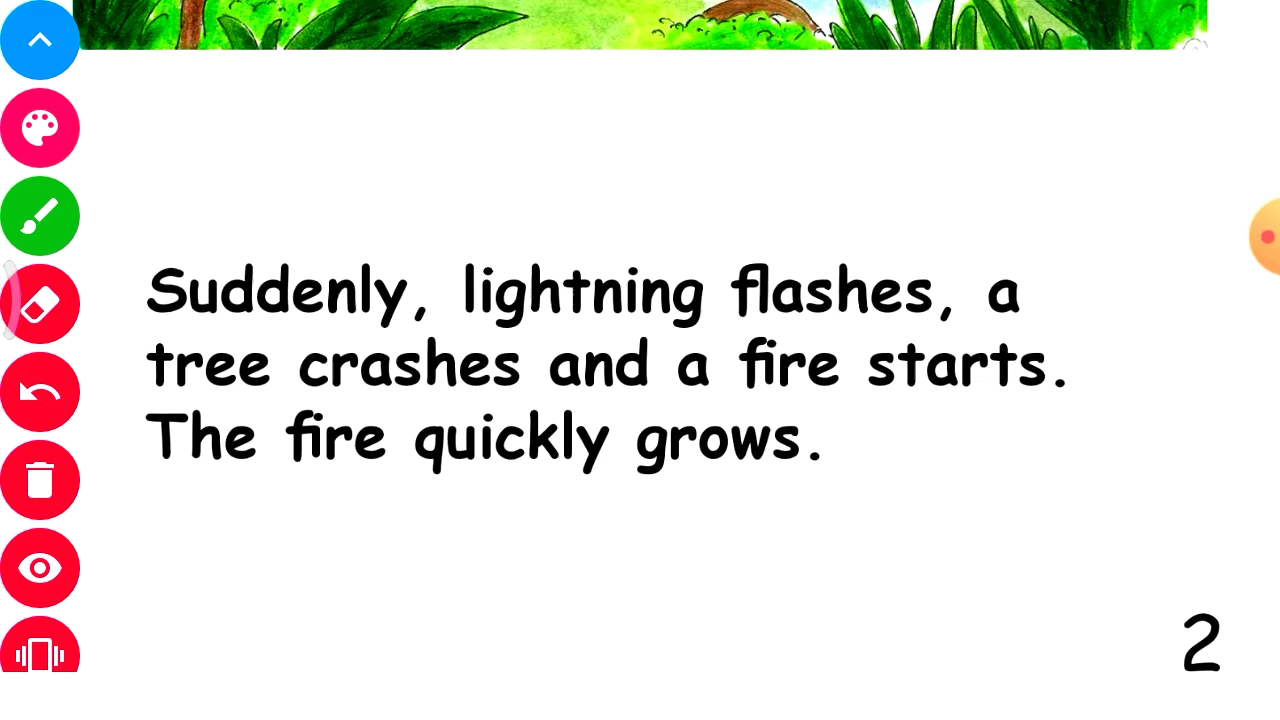 Suddenly, lightning flashes, a
tree crashes and a fire starts.
The fire quickly grows.
2